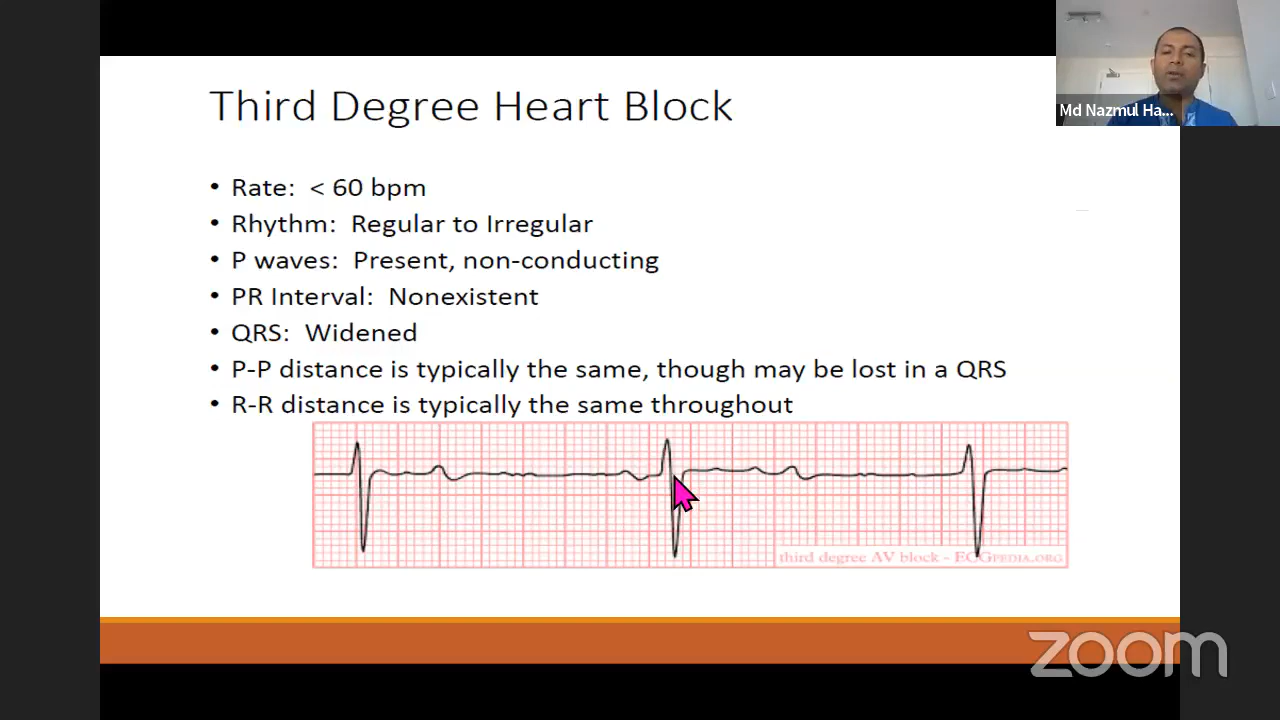 Third Degree Heart Block
Md Nazmul Ha...
• Rate: < 60 bpm
• Rhythm: Regular to Irregular
• P waves: Present, non-conducting
• PR Interval: Nonexistent
• QRS: Widened
• P-P distance is typically the same, though may be lost in a QRS
• R-R distance is typically the same throughout
third degree AV block - ECGPEDIA.ORG
zoom